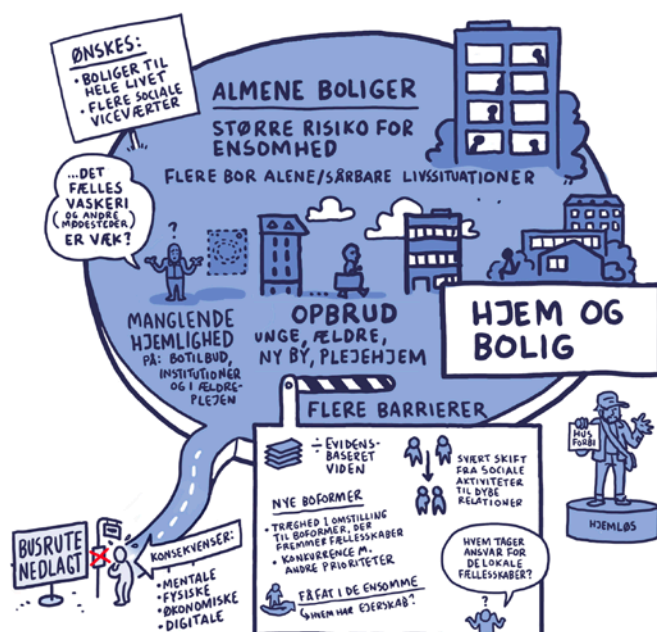 ØNSKES:
• BOLIGER TIL
HELE LIVET
• FLERE SOCIALE
VICEVÆRTER
ALMENE BOLIGER
STØRRE RISIKO FOR
ENSOMHED
FLERE BOR ALENE/SÅRBARE LIVSSITUATIONER
...DET
FÆLLES
VASKERI
(OG ANDRE
MØDESTEDER)
ER VÆK?
?
MANGLENDE
HJEMLIGHED
PÅ: BOTILBUD,
INSTITUTIONER
OG I ÆLDRE-
PLEJEN
OPBRUD
UNGE, ÆLDRE,
NY BY, PLEJEHJEM
HJEM OG
BOLIG
FLERE BARRIERER
÷ EVIDENS-
BASERET
VIDEN
SVÆRT SKIFT
FRA SOCIALE
AKTIVITETER
TIL DYBE
RELATIONER
NYE BOFORMER
• TRÆGHED I OMSTILLING
TIL BOFORMER, DER
FREMMER FÆLLESSKABER
• KONKURRENCE M.
ANDRE PRIORITETER
FÅ FAT I DE ENSOMME
↳ HVEM HAR EJERSKAB?
HVEM TAGER
ANSVAR FOR
DE LOKALE
FÆLLESSKABER?
?
HUS
FORBI
HJEMLØS
BUSRUTE
NEDLAGT
KONSEKVENSER:
• MENTALE
• FYSISKE
• ØKONOMISKE
• DIGITALE